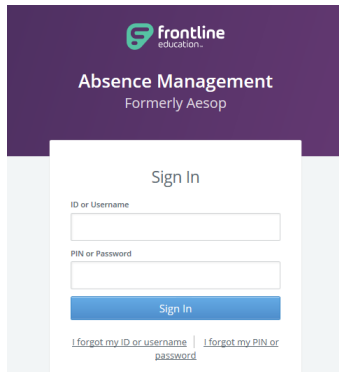 frontline
education™
Absence Management
Formerly Aesop
Sign In
ID or Username
PIN or Password
Sign In
I forgot my ID or username | I forgot my PIN or
password